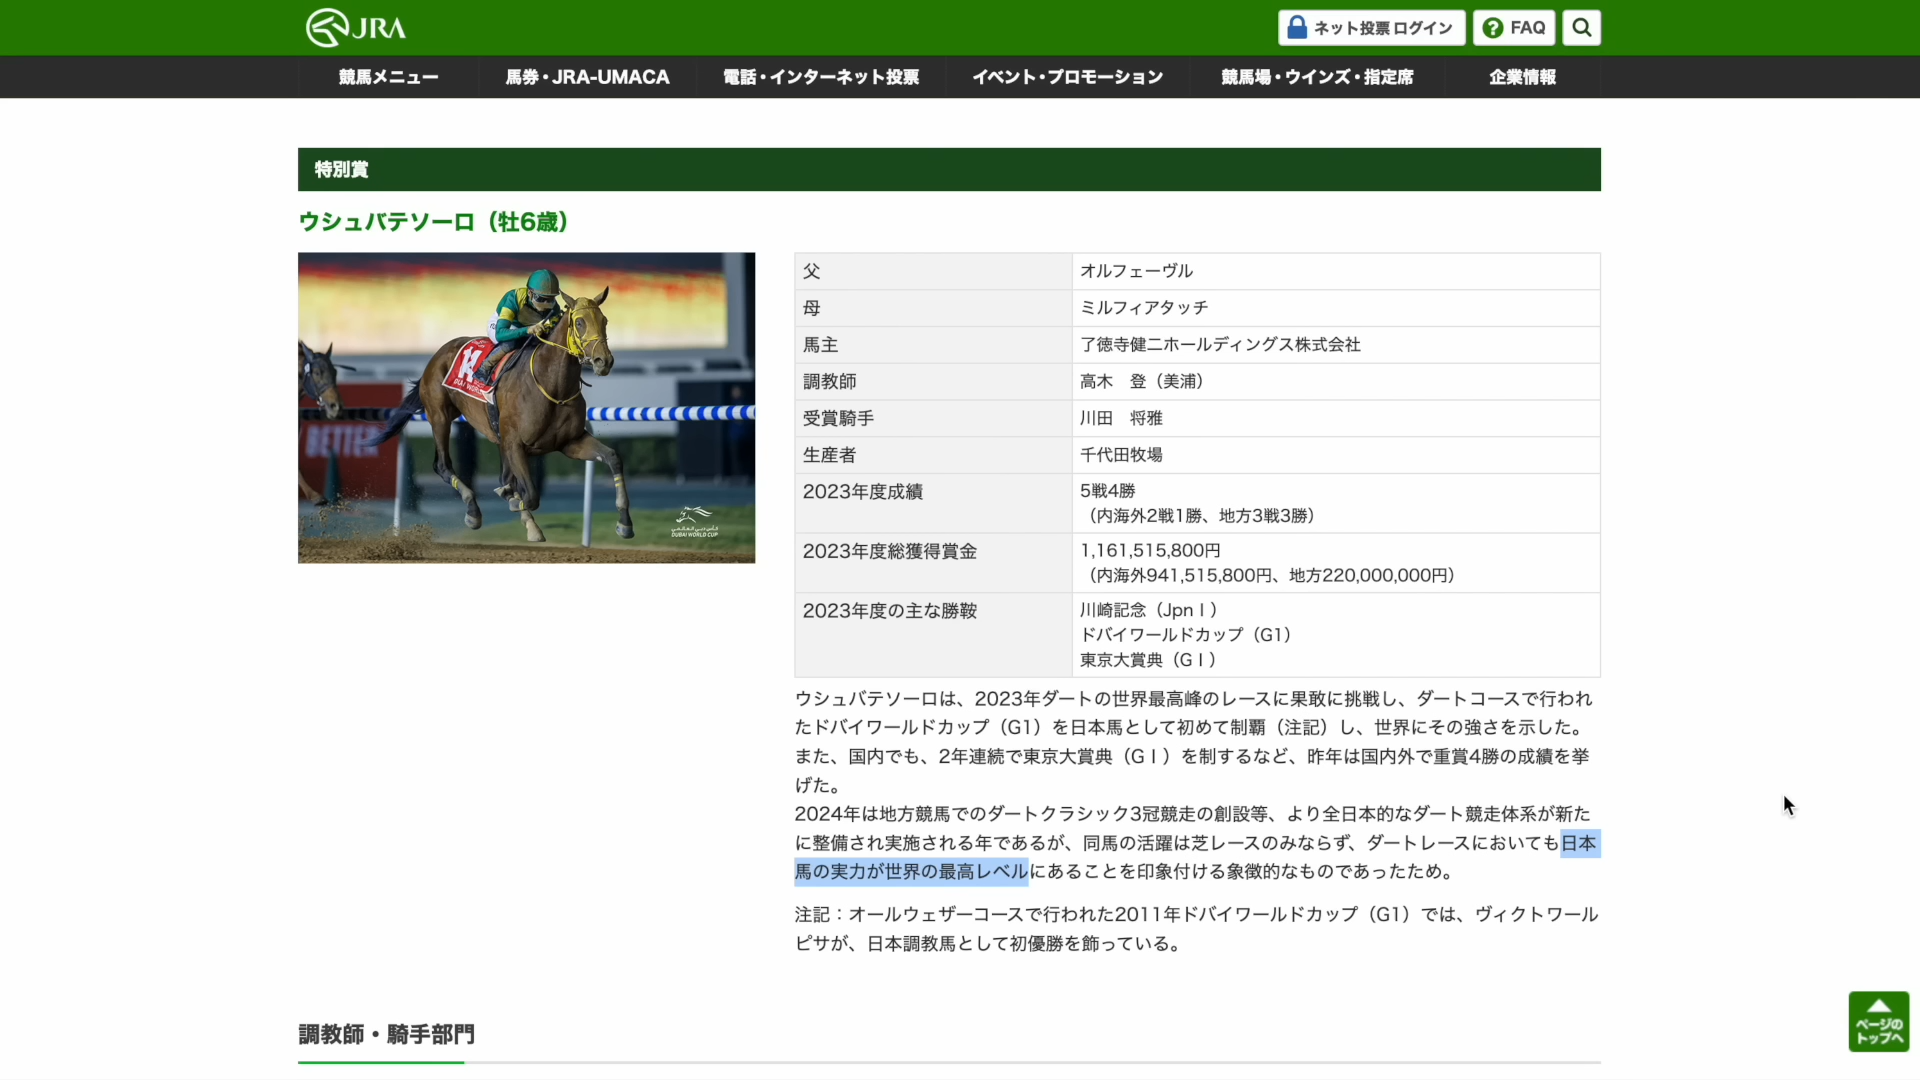 JRA
ネット投票 ログイン
FAQ
競馬メニュー
馬券・JRA-UMACA
電話・インターネット投票
イベント・プロモーション
競馬場・ウインズ・指定席
企業情報
特別賞
ウシュバテソーロ（牡6歳）
父 オルフェーヴル
母 ミルフィアタッチ
馬主 了徳寺健二ホールディングス株式会社
調教師 高木　登（美浦）
受賞騎手 川田　将雅
生産者 千代田牧場
2023年度成績 5戦4勝
（内海外2戦1勝、地方3戦3勝）
2023年度総獲得賞金 1,161,515,800円
（内海外941,515,800円、地方220,000,000円）
2023年度の主な勝鞍 川崎記念（JpnⅠ）
ドバイワールドカップ（G1）
東京大賞典（GⅠ）
BETTER
DUBAI WORLD CUP
ウシュバテソーロは、2023年ダートの世界最高峰のレースに果敢に挑戦し、ダートコースで行われ
たドバイワールドカップ（G1）を日本馬として初めて制覇（注記）し、世界にその強さを示した。
また、国内でも、2年連続で東京大賞典（GⅠ）を制するなど、昨年は国内外で重賞4勝の成績を挙
げた。
2024年は地方競馬でのダートクラシック3冠競走の創設等、より全日本的なダート競走体系が新た
に整備され実施される年であるが、同馬の活躍は芝レースのみならず、ダートレースにおいても日本
馬の実力が世界の最高レベルにあることを印象付ける象徴的なものであったため。
注記：オールウェザーコースで行われた2011年ドバイワールドカップ（G1）では、ヴィクトワール
ピサが、日本調教馬として初優勝を飾っている。
調教師・騎手部門
ページの
トップへ